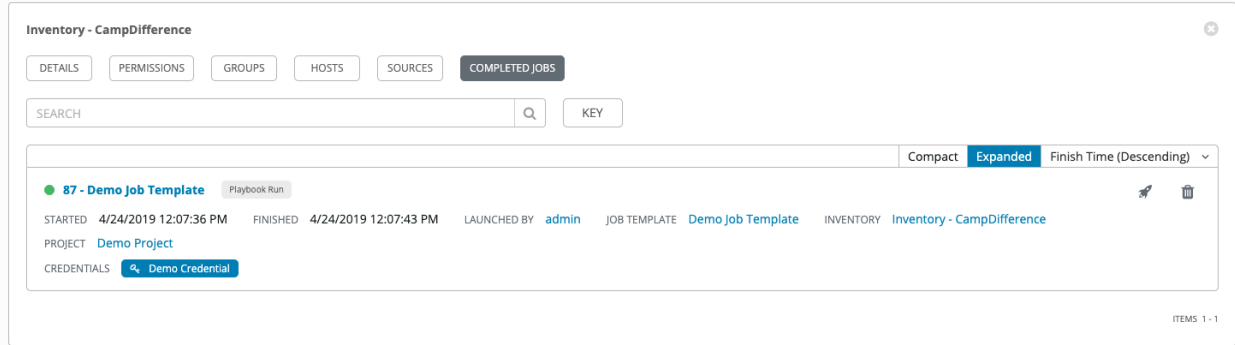 Inventory - CampDifference
DETAILS PERMISSIONS GROUPS HOSTS SOURCES COMPLETED JOBS
SEARCH KEY
Compact Expanded Finish Time (Descending)
87 - Demo Job Template Playbook Run
STARTED 4/24/2019 12:07:36 PM FINISHED 4/24/2019 12:07:43 PM LAUNCHED BY admin JOB TEMPLATE Demo Job Template INVENTORY Inventory - CampDifference
PROJECT Demo Project
CREDENTIALS Demo Credential
ITEMS 1 - 1